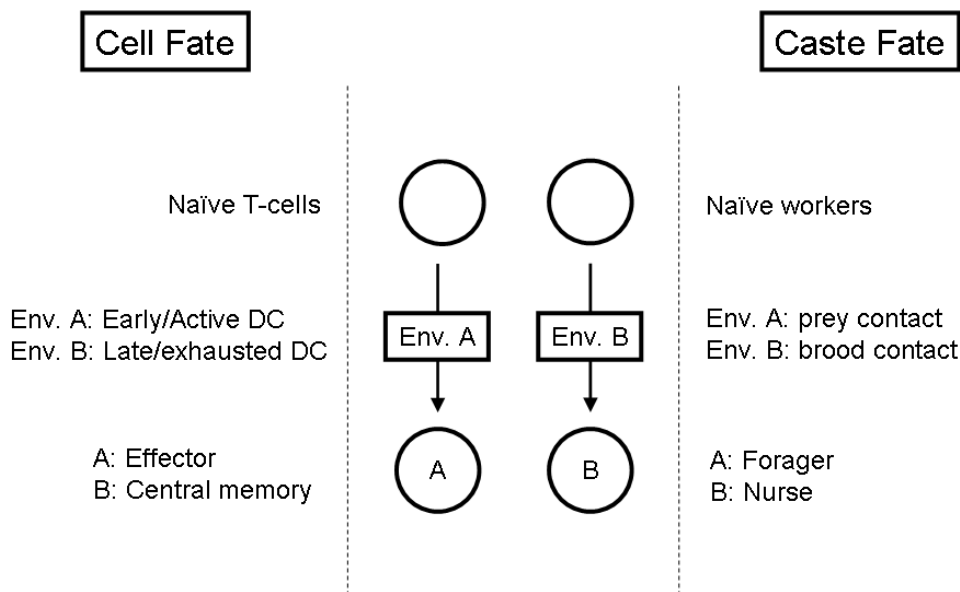 Cell Fate
Caste Fate
Naïve T-cells
Naïve workers
Env. A: Early/Active DC
Env. B: Late/exhausted DC
Env. A
Env. B
Env. A: prey contact
Env. B: brood contact
A: Effector
B: Central memory
A
B
A: Forager
B: Nurse